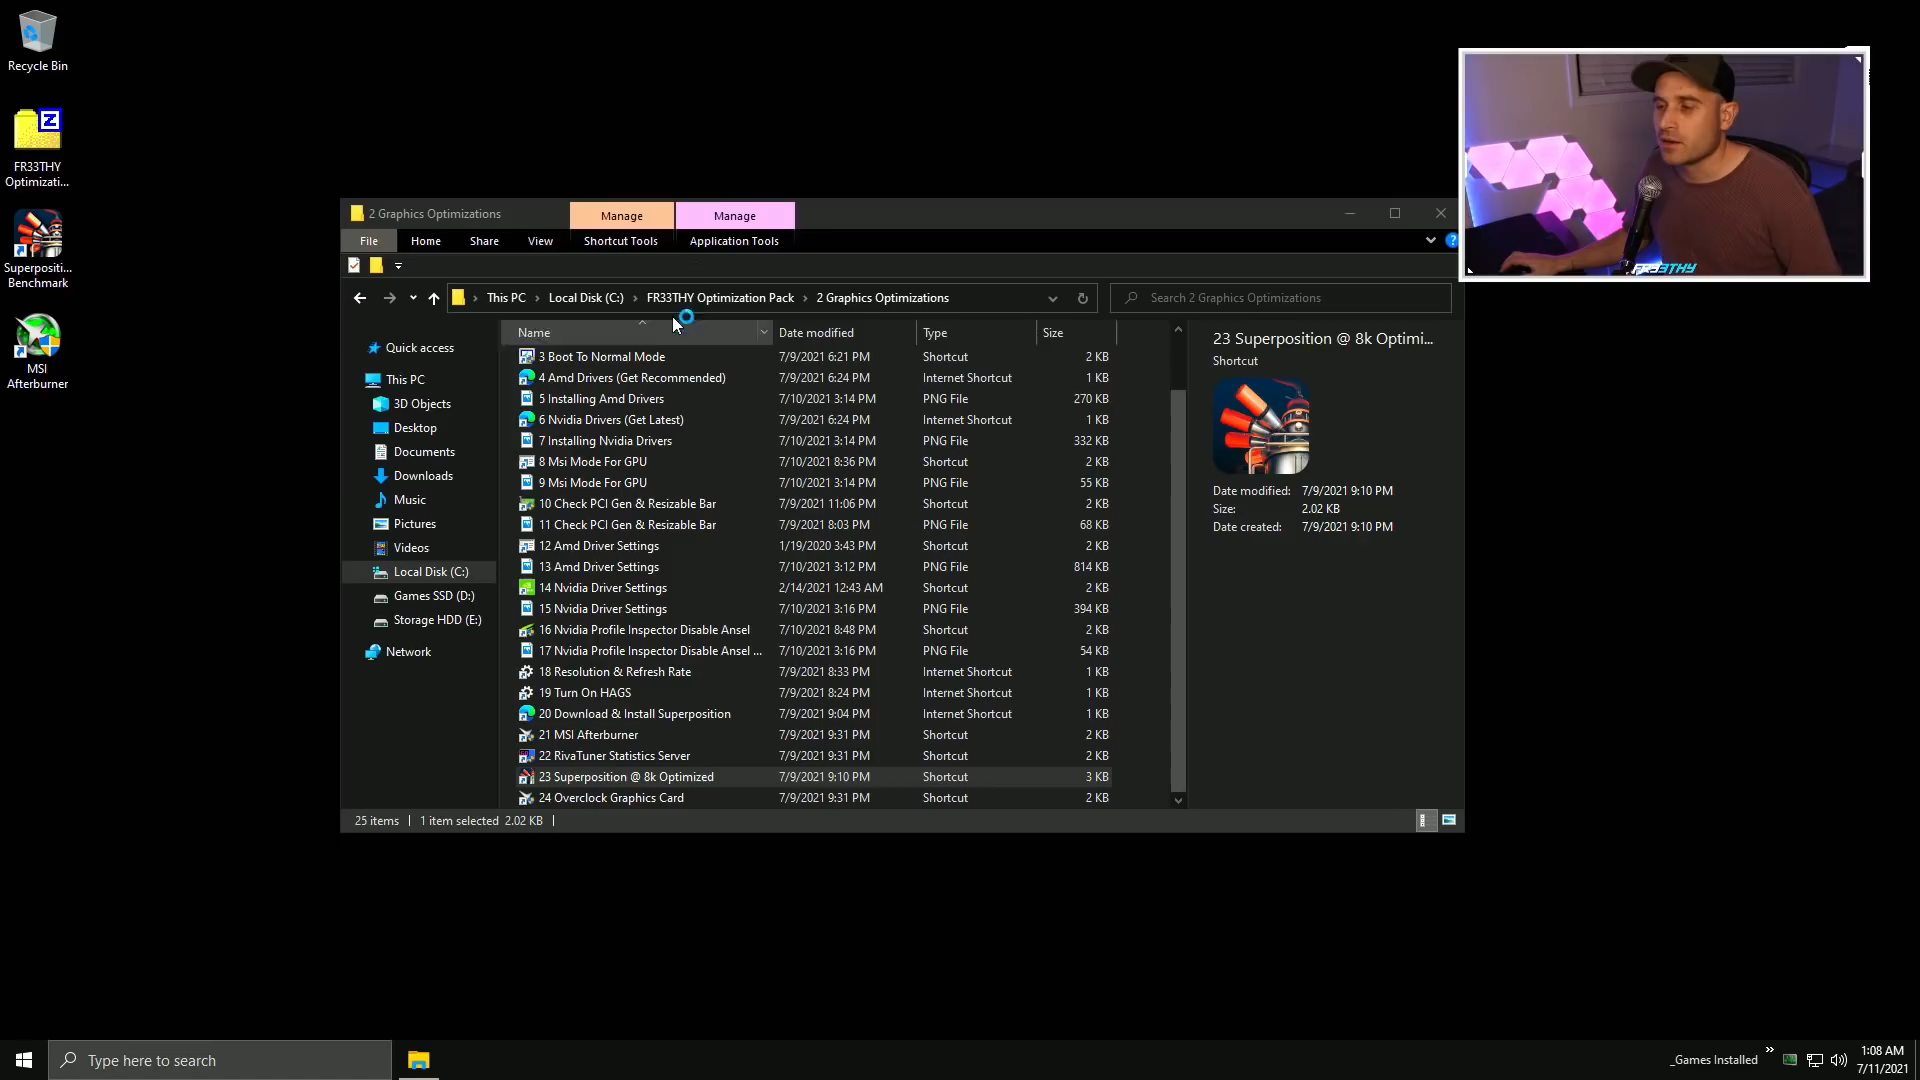 Recycle Bin
Z
FR33THY
Optimizati...
Superpositi...
Benchmark
MSI
Afterburner
FR33THY
2 Graphics Optimizations
Manage
Manage
File
Home
Share
View
Shortcut Tools
Application Tools
?
This PC
Local Disk (C:)
FR33THY Optimization Pack
2 Graphics Optimizations
Search 2 Graphics Optimizations
Quick access
This PC
3D Objects
Desktop
Documents
Downloads
Music
Pictures
Videos
Local Disk (C:)
Games SSD (D:)
Storage HDD (E:)
Network
Name Date modified Type Size
3 Boot To Normal Mode 7/9/2021 6:21 PM Shortcut 2 KB
4 Amd Drivers (Get Recommended) 7/9/2021 6:24 PM Internet Shortcut 1 KB
5 Installing Amd Drivers 7/10/2021 3:14 PM PNG File 270 KB
6 Nvidia Drivers (Get Latest) 7/9/2021 6:24 PM Internet Shortcut 1 KB
7 Installing Nvidia Drivers 7/10/2021 3:14 PM PNG File 332 KB
8 Msi Mode For GPU 7/10/2021 8:36 PM Shortcut 2 KB
9 Msi Mode For GPU 7/10/2021 3:14 PM PNG File 55 KB
10 Check PCI Gen & Resizable Bar 7/9/2021 11:06 PM Shortcut 2 KB
11 Check PCI Gen & Resizable Bar 7/9/2021 8:03 PM PNG File 68 KB
12 Amd Driver Settings 1/19/2020 3:43 PM Shortcut 2 KB
13 Amd Driver Settings 7/10/2021 3:12 PM PNG File 814 KB
14 Nvidia Driver Settings 2/14/2021 12:43 AM Shortcut 2 KB
15 Nvidia Driver Settings 7/10/2021 3:16 PM PNG File 394 KB
16 Nvidia Profile Inspector Disable Ansel 7/10/2021 8:48 PM Shortcut 2 KB
17 Nvidia Profile Inspector Disable Ansel ... 7/10/2021 3:16 PM PNG File 54 KB
18 Resolution & Refresh Rate 7/9/2021 8:33 PM Internet Shortcut 1 KB
19 Turn On HAGS 7/9/2021 8:24 PM Internet Shortcut 1 KB
20 Download & Install Superposition 7/9/2021 9:04 PM Internet Shortcut 1 KB
21 MSI Afterburner 7/9/2021 9:31 PM Shortcut 2 KB
22 RivaTuner Statistics Server 7/9/2021 9:31 PM Shortcut 2 KB
23 Superposition @ 8k Optimized 7/9/2021 9:10 PM Shortcut 3 KB
24 Overclock Graphics Card 7/9/2021 9:31 PM Shortcut 2 KB
23 Superposition @ 8k Optimi...
Shortcut
Date modified: 7/9/2021 9:10 PM
Size: 2.02 KB
Date created: 7/9/2021 9:10 PM
25 items
1 item selected 2.02 KB
Type here to search
_Games Installed
1:08 AM
7/11/2021